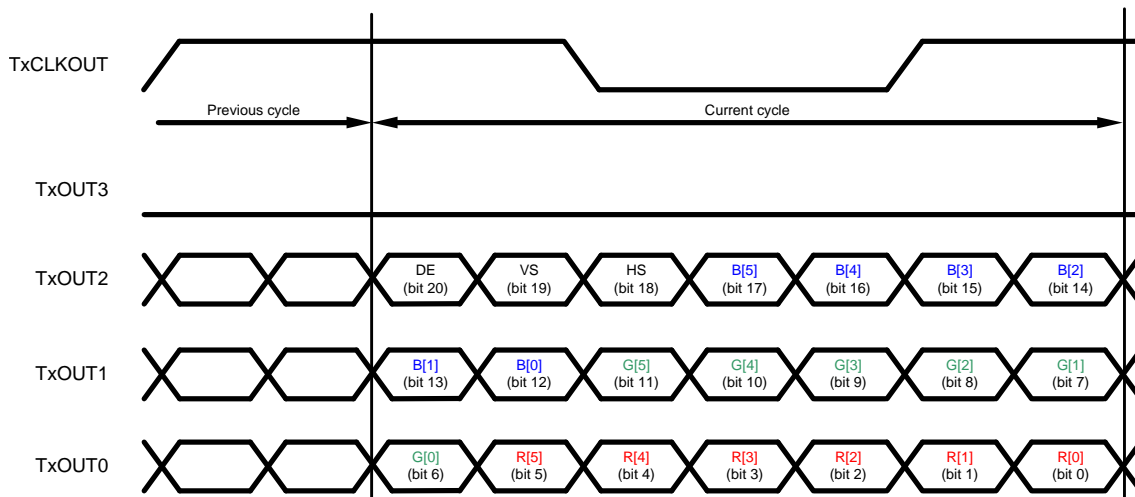 TxCLKOUT
Previous cycle
Current cycle
TxOUT3
TxOUT2
DE VS HS B[5] B[4] B[3] B[2]
(bit 20) (bit 19) (bit 18) (bit 17) (bit 16) (bit 15) (bit 14)
TxOUT1
B[1] B[0] G[5] G[4] G[3] G[2] G[1]
(bit 13) (bit 12) (bit 11) (bit 10) (bit 9) (bit 8) (bit 7)
TxOUT0
G[0] R[5] R[4] R[3] R[2] R[1] R[0]
(bit 6) (bit 5) (bit 4) (bit 3) (bit 2) (bit 1) (bit 0)